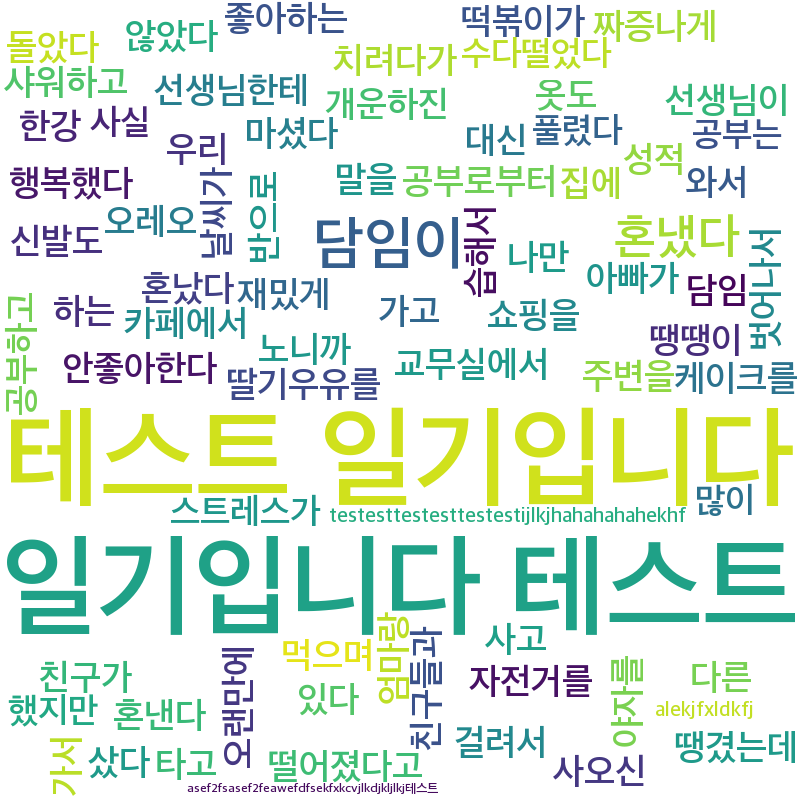 좋아하는 떡볶이가 짜증나게
돌았다 않았다 치려다가 수다떨었다
샤워하고 선생님한테 개운하진 옷도 선생님이
한강 사실 우리 마셨다 대신 풀렸다 공부는
행복했다 날씨가 반으로 말을 공부로부터 집에 성적 와서
신발도 오레오 담임이 습해서 나만 혼냈다
하는 혼났다 재밌게 가고 쇼핑을 아빠가 담임 벗어나서
공부하고 카페에서 노니까 교무실에서 땡땡이
안좋아한다 딸기우유를 주변을 케이크를
테스트 일기입니다
스트레스가 testesttestesttestestijlkjhahahahahekhf 많이
일기입니다 테스트
친구가 오랜만에 먹으며 엄마랑 친구들과 사고 야자를 다른
했지만 혼낸다 있다 자전거를 alekjfxldkfj
가서 샀다 타고 떨어졌다고 걸려서 사오신 땡겼는데
asef2fsasef2feawefdfsekfxkcvjlkdjkljlkj테스트